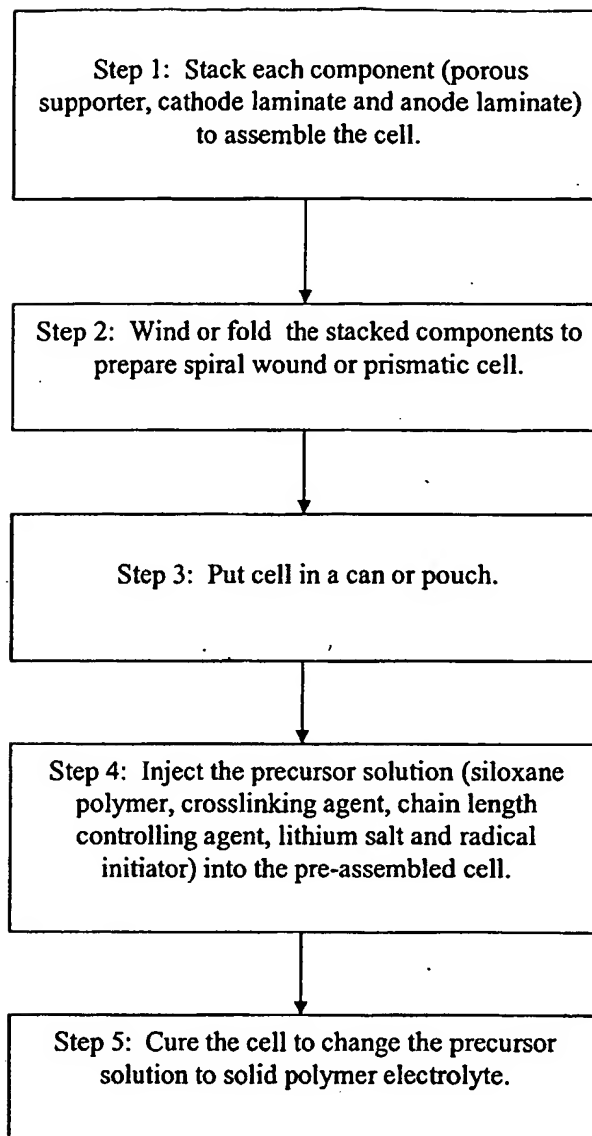 Step 1: Stack each component (porous
supporter, cathode laminate and anode laminate)
to assemble the cell.
Step 2: Wind or fold the stacked components to
prepare spiral wound or prismatic cell.
Step 3: Put cell in a can or pouch.
Step 4: Inject the precursor solution (siloxane
polymer, crosslinking agent, chain length
controlling agent, lithium salt and radical
initiator) into the pre-assembled cell.
Step 5: Cure the cell to change the precursor
solution to solid polymer electrolyte.